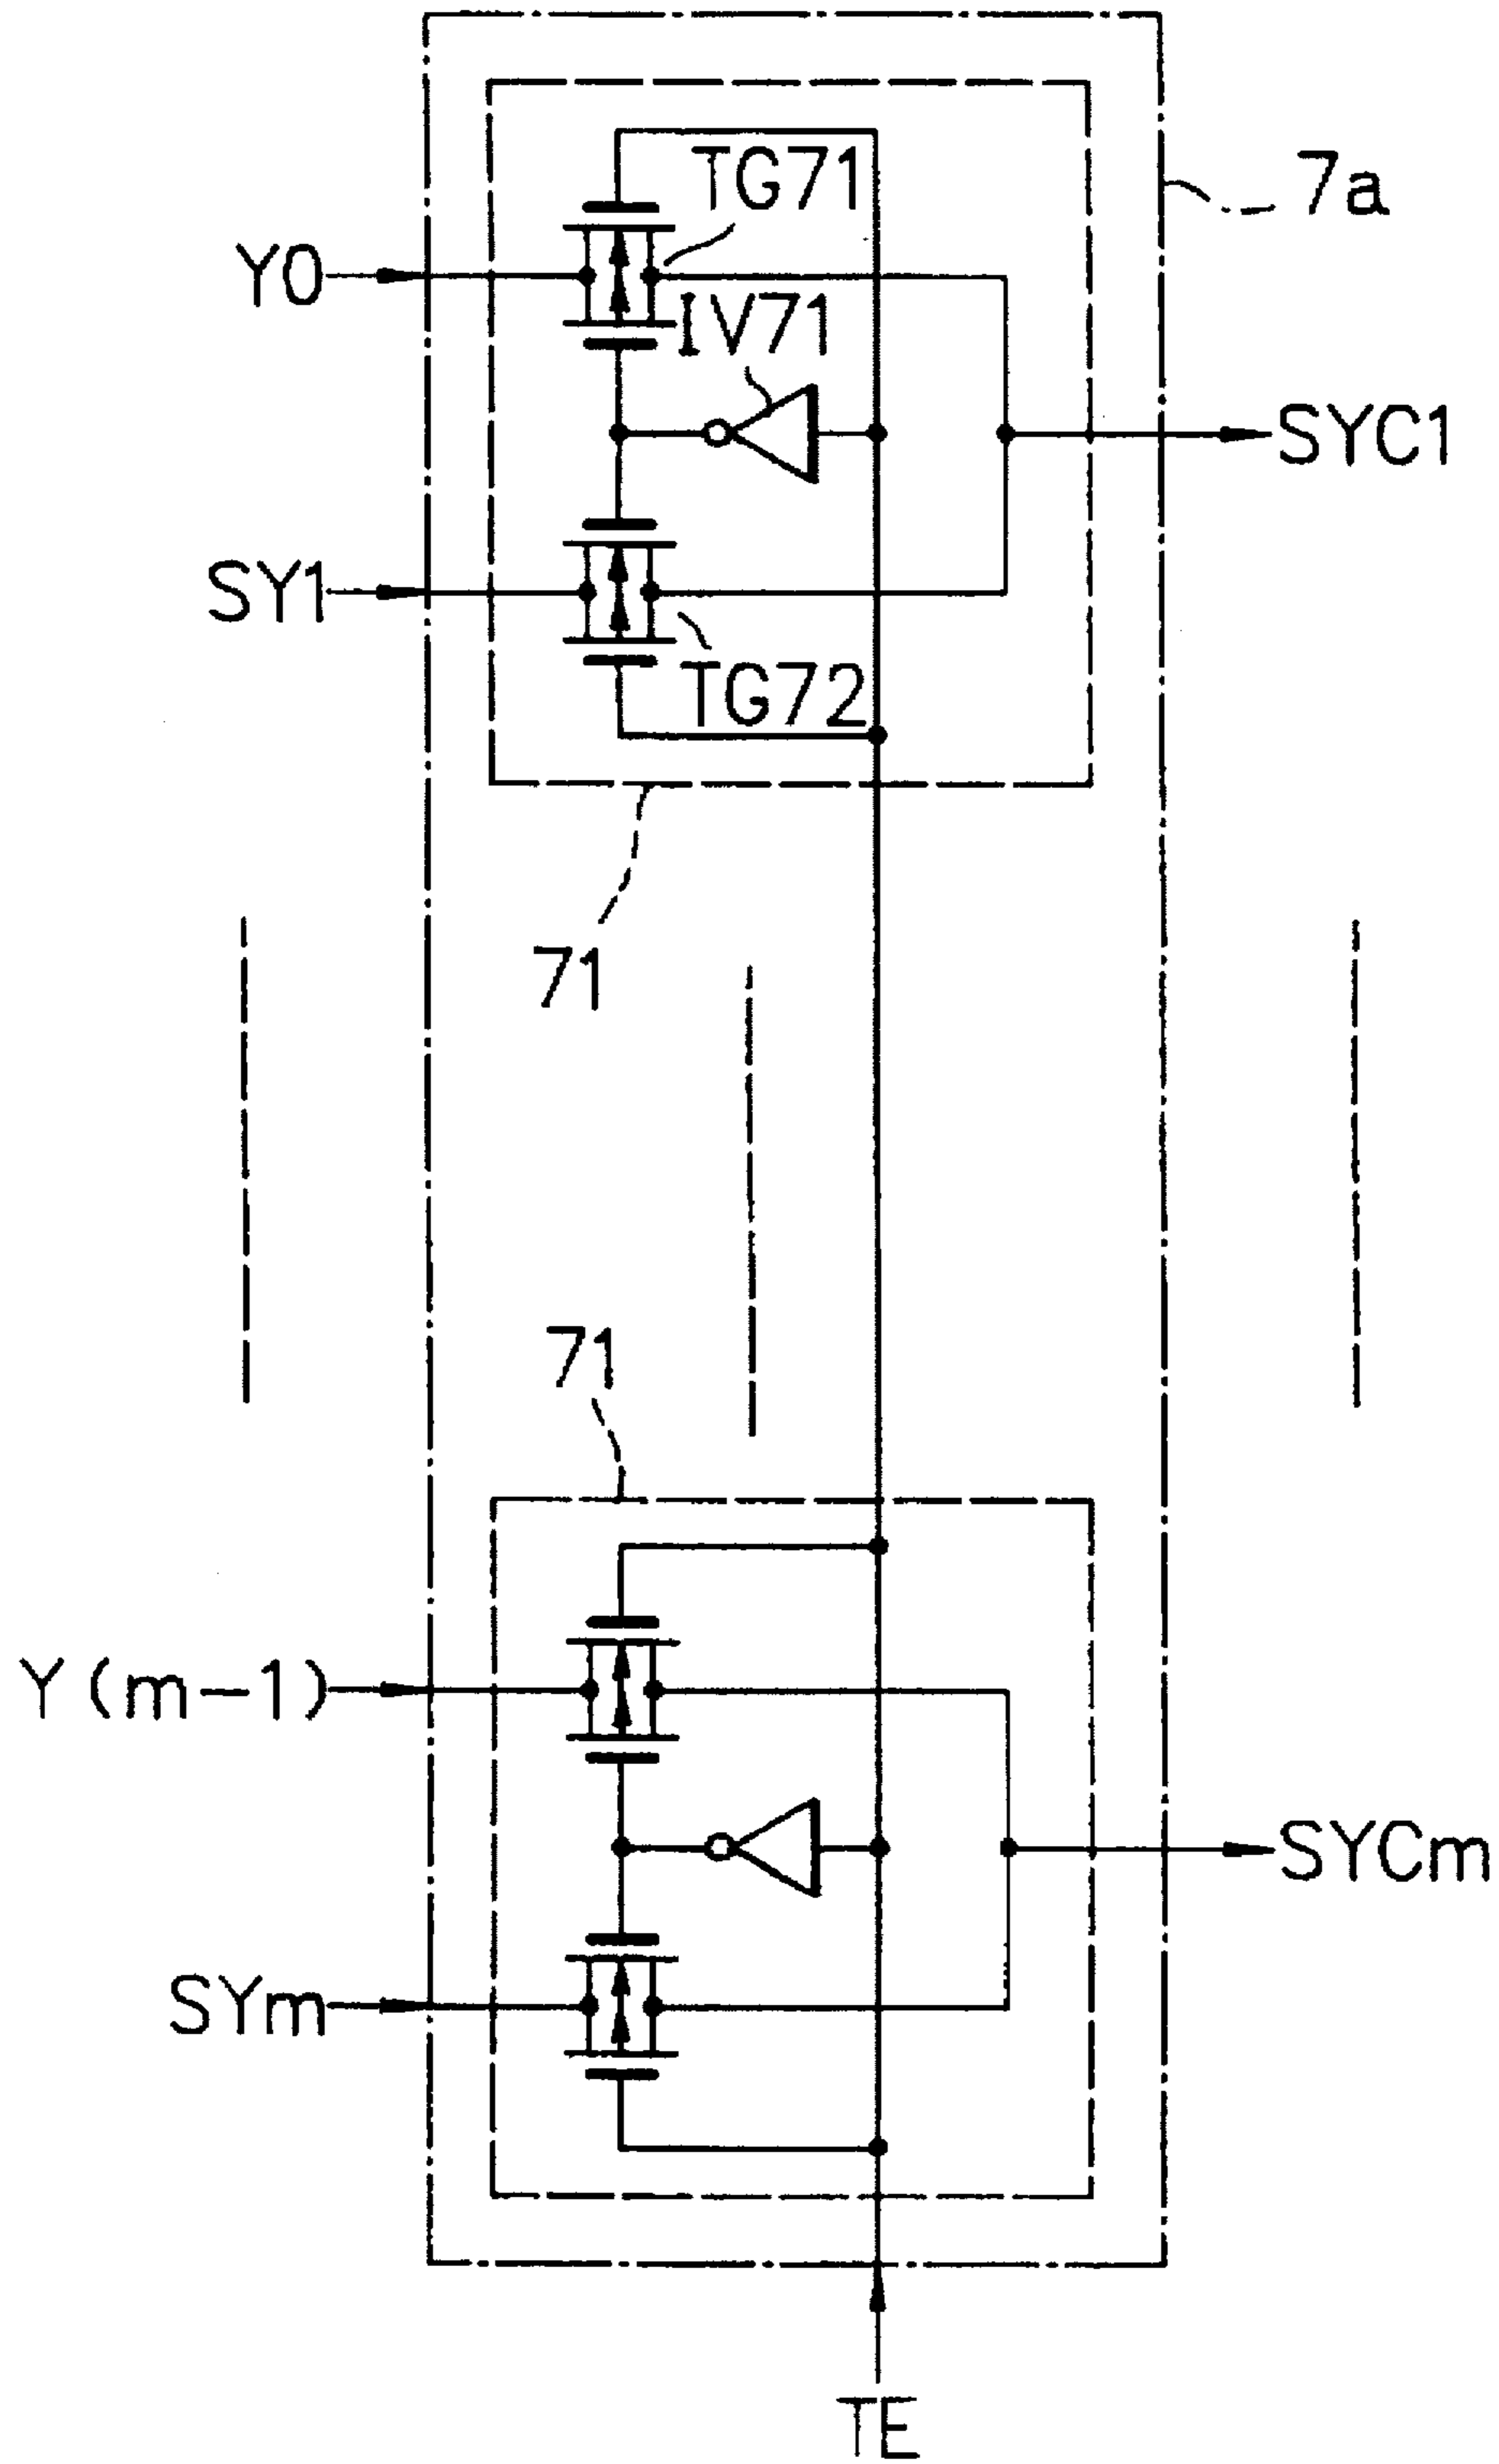 TG71
7a
Y0
IV71
SYC1
SY1
TG72
71
71
Y(m-1)
SYCm
SYm
TE